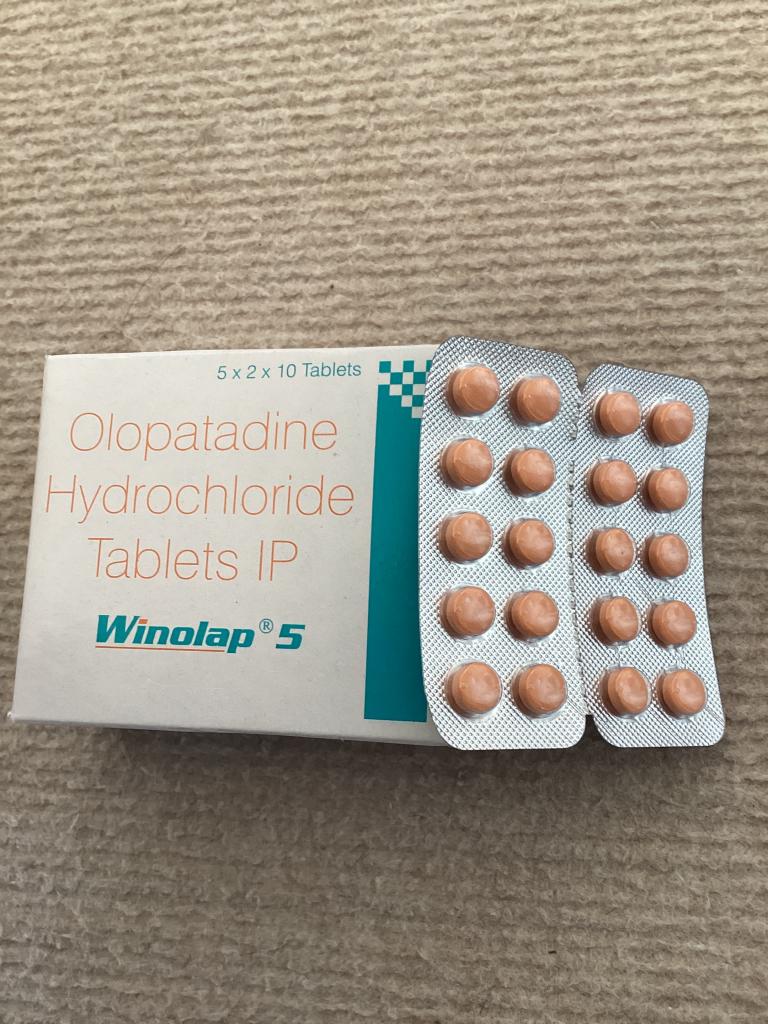 5 x 2 x 10 Tablets
Olopatadine
Hydrochloride
Tablets IP
Winolap® 5